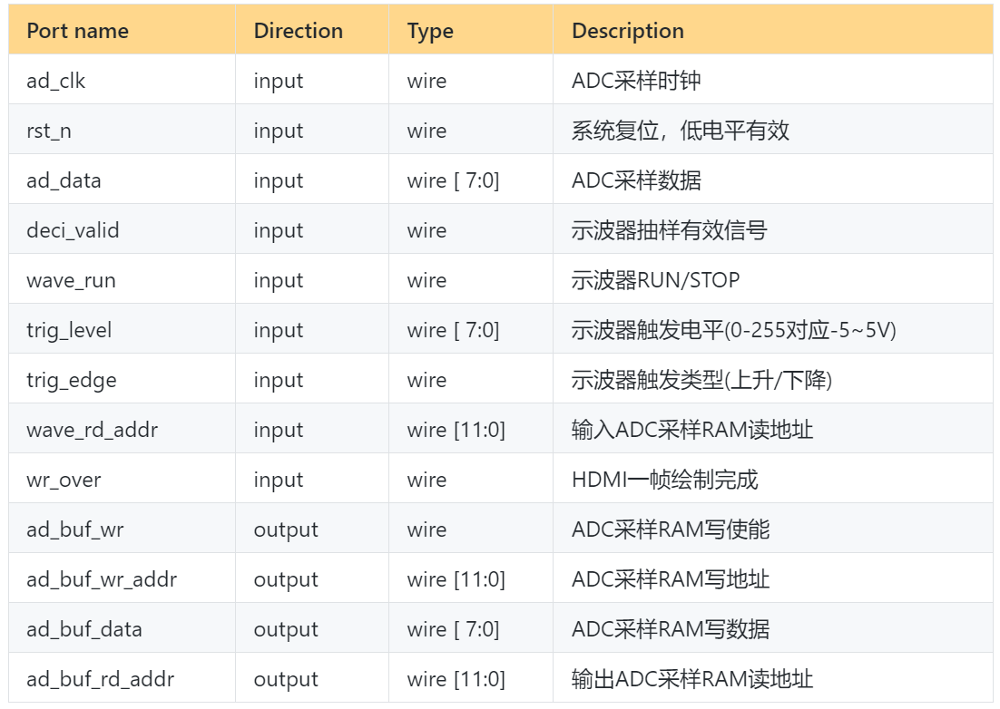 Port name Direction Type Description
ad_clk input wire ADC采样时钟
rst_n input wire 系统复位，低电平有效
ad_data input wire [ 7:0] ADC采样数据
deci_valid input wire 示波器抽样有效信号
wave_run input wire 示波器RUN/STOP
trig_level input wire [ 7:0] 示波器触发电平(0-255对应-5~5V)
trig_edge input wire 示波器触发类型(上升/下降)
wave_rd_addr input wire [11:0] 输入ADC采样RAM读地址
wr_over input wire HDMI一帧绘制完成
ad_buf_wr output wire ADC采样RAM写使能
ad_buf_wr_addr output wire [11:0] ADC采样RAM写地址
ad_buf_data output wire [ 7:0] ADC采样RAM写数据
ad_buf_rd_addr output wire [11:0] 输出ADC采样RAM读地址